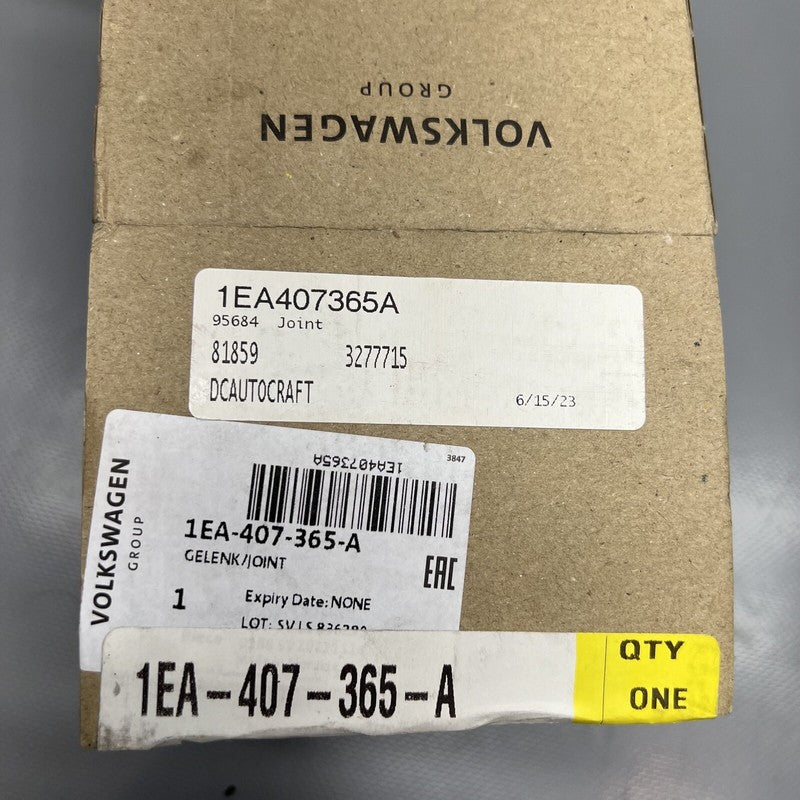 VOLKSWAGEN
GROUP
1EA407365A
95684 Joint
81859 3277715
DCAUTOCRAFT 6/15/23
3847
1EA407365A
VOLKSWAGEN
GROUP
1EA-407-365-A
GELENK/JOINT
EAC
1 Expiry Date: NONE
LOT:
1EA-407-365-A
QTY
ONE